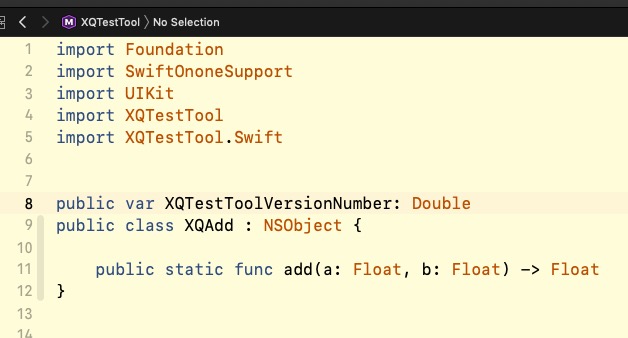 M XQTestTool 〉No Selection
1 import Foundation
2 import SwiftOnoneSupport
3 import UIKit
4 import XQTestTool
5 import XQTestTool.Swift
6
7
8 public var XQTestToolVersionNumber: Double
9 public class XQAdd : NSObject {
10
11 public static func add(a: Float, b: Float) -> Float
12 }
13
14